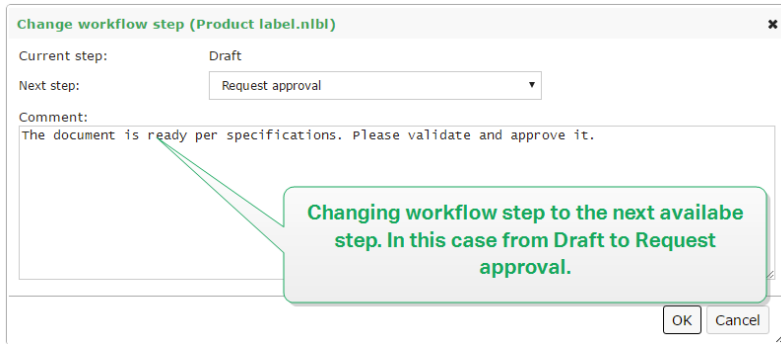 Change workflow step (Product label.nlbl)
Current step: Draft
Next step: Request approval
Comment:
The document is ready per specifications. Please validate and approve it.
Changing workflow step to the next availabe
step. In this case from Draft to Request
approval.
OK Cancel